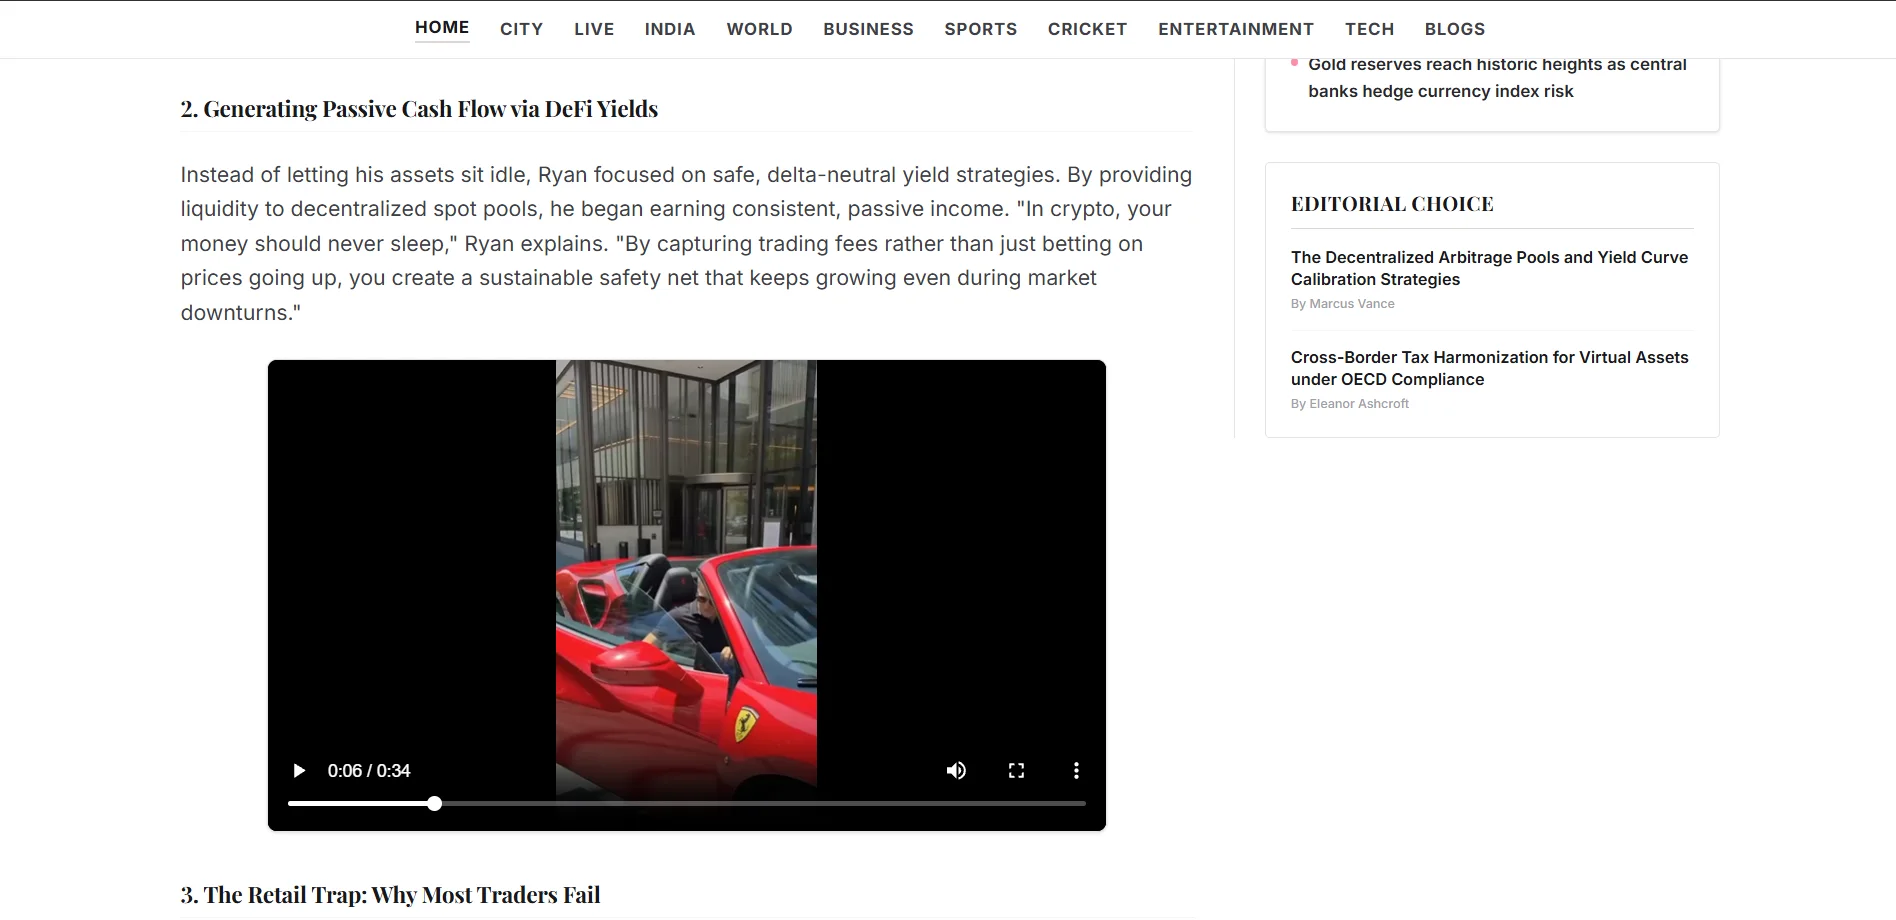 HOME CITY LIVE INDIA WORLD BUSINESS SPORTS CRICKET ENTERTAINMENT TECH BLOGS
2. Generating Passive Cash Flow via DeFi Yields
Instead of letting his assets sit idle, Ryan focused on safe, delta-neutral yield strategies. By providing
liquidity to decentralized spot pools, he began earning consistent, passive income. "In crypto, your
money should never sleep," Ryan explains. "By capturing trading fees rather than just betting on
prices going up, you create a sustainable safety net that keeps growing even during market
downturns."
0:06 / 0:34
3. The Retail Trap: Why Most Traders Fail
Gold reserves reach historic heights as central
banks hedge currency index risk
EDITORIAL CHOICE
The Decentralized Arbitrage Pools and Yield Curve
Calibration Strategies
By Marcus Vance
Cross-Border Tax Harmonization for Virtual Assets
under OECD Compliance
By Eleanor Ashcroft